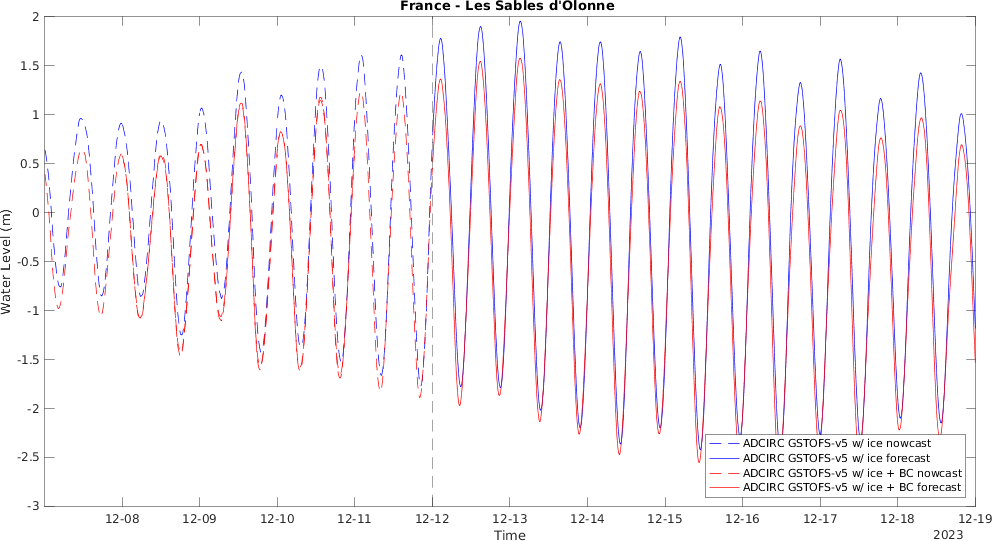 France - Les Sables d'Olonne
Water Level (m)
2
1.5
1
0.5
0
-0.5
-1
-1.5
-2
-2.5
-3
ADCIRC GSTOFS-v5 w/ ice nowcast
ADCIRC GSTOFS-v5 w/ ice forecast
ADCIRC GSTOFS-v5 w/ ice + BC nowcast
ADCIRC GSTOFS-v5 w/ ice + BC forecast
12-08 12-09 12-10 12-11 12-12 12-13 12-14 12-15 12-16 12-17 12-18 12-19
Time
2023